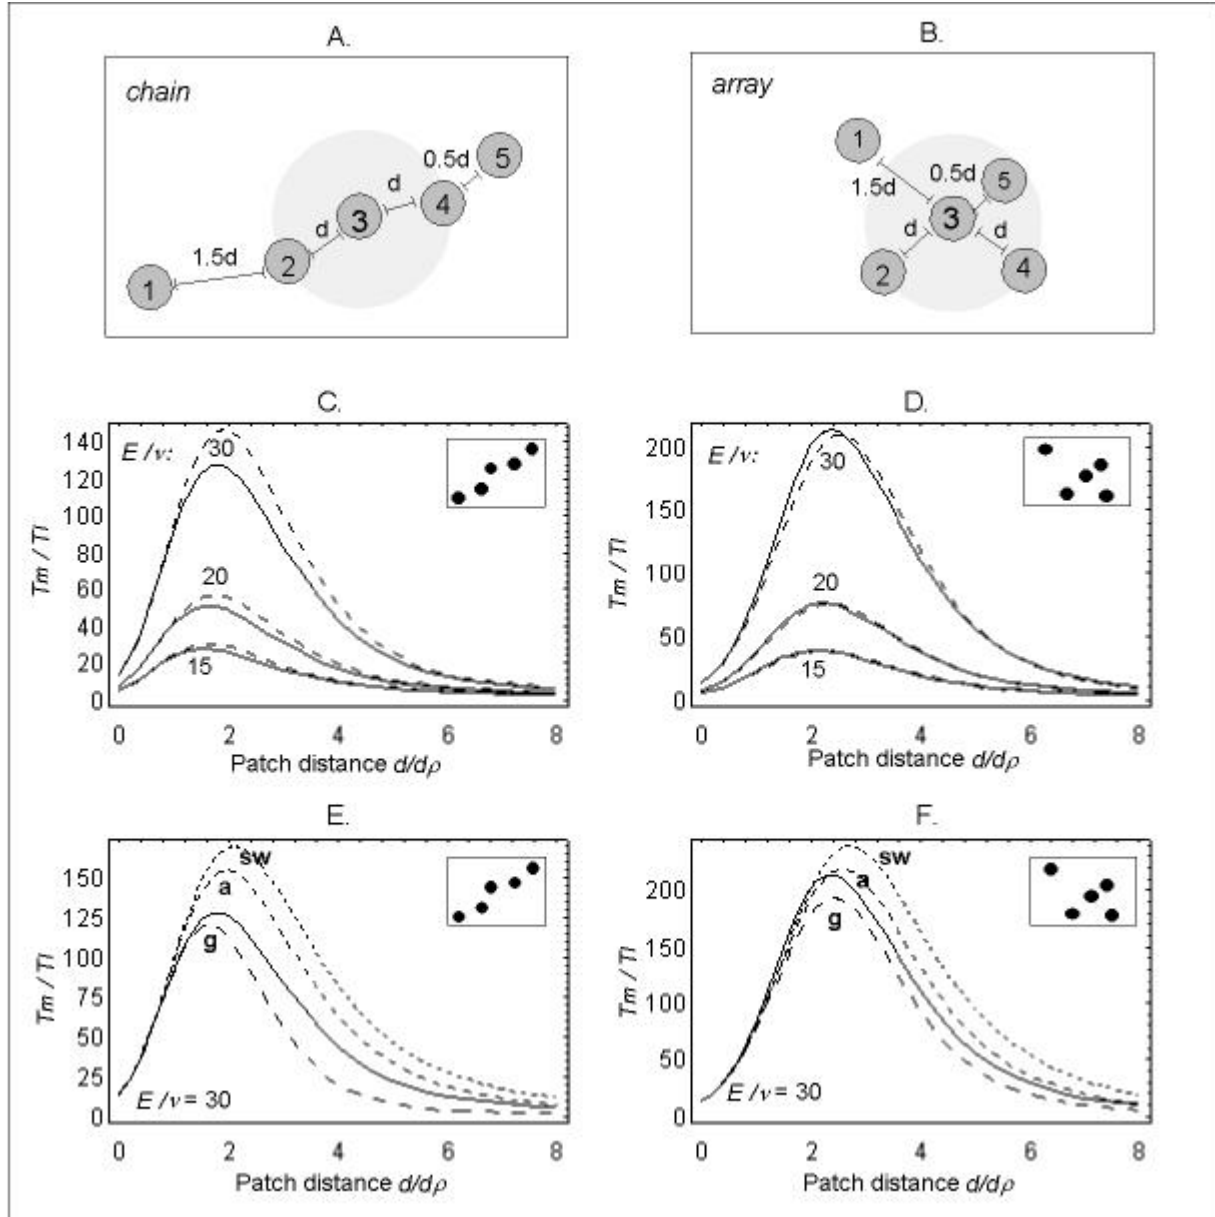 A.
B.
chain
array
1
2
3
4
5
1.5d
d
d
0.5d
1
2
3
4
5
1.5d
0.5d
d
d
C.
D.
E/ν:
30
20
15
Tm / Tl
140
120
100
80
60
40
20
0
0 2 4 6 8
Patch distance d/dρ
E/ν:
30
20
15
Tm / Tl
200
150
100
50
0
0 2 4 6 8
Patch distance d/dρ
E.
F.
sw
a
g
Tm / Tl
150
125
100
75
50
25
0
E/ν = 30
0 2 4 6 8
Patch distance d/dρ
sw
a
g
Tm / Tl
200
150
100
50
0
E/ν = 30
0 2 4 6 8
Patch distance d/dρ